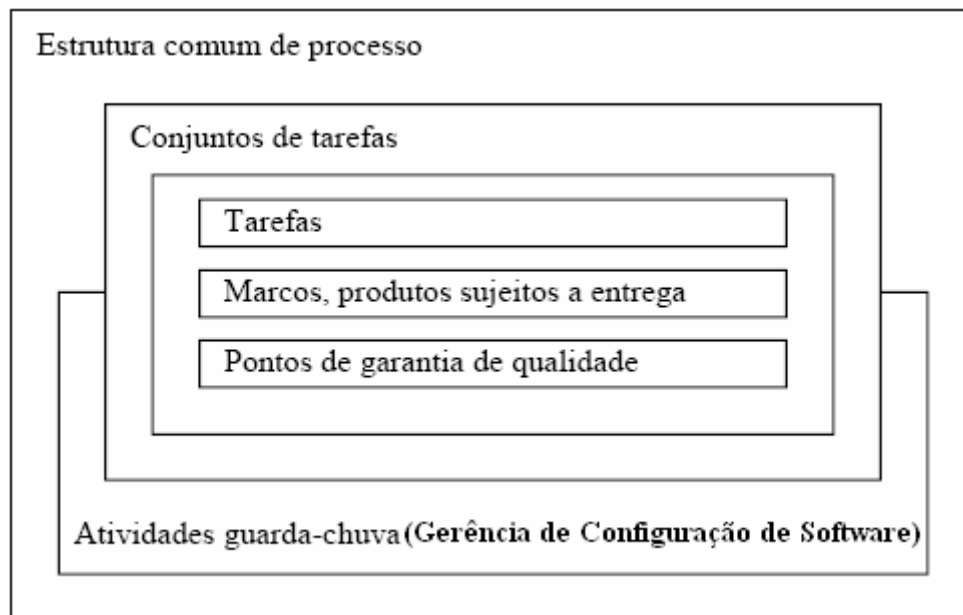 Estrutura comum de processo
Conjuntos de tarefas
Tarefas
Marcos, produtos sujeitos a entrega
Pontos de garantia de qualidade
Atividades guarda-chuva (Gerência de Configuração de Software)